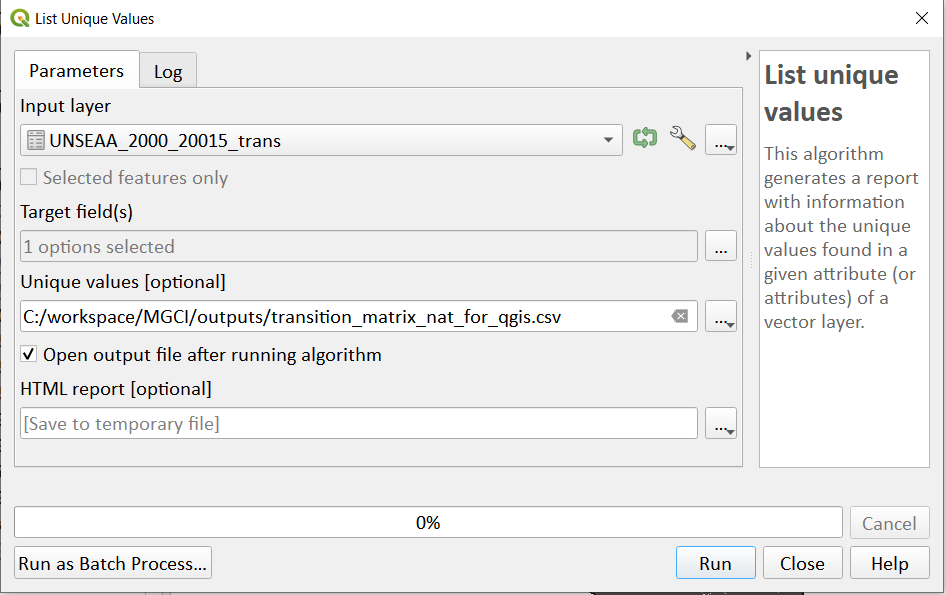 List Unique Values
Parameters
Log
Input layer
UNSEAA_2000_20015_trans
...
Selected features only
Target field(s)
1 options selected
...
Unique values [optional]
C:/workspace/MGCI/outputs/transition_matrix_nat_for_qgis.csv
...
Open output file after running algorithm
HTML report [optional]
[Save to temporary file]
...
List unique
values
This algorithm
generates a report
with information
about the unique
values found in a
given attribute (or
attributes) of a
vector layer.
0%
Cancel
Run as Batch Process...
Run
Close
Help